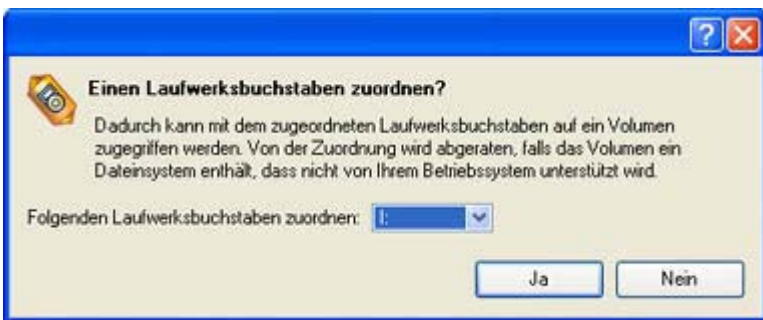 Einen Laufwerksbuchstaben zuordnen?
Dadurch kann mit dem zugeordneten Laufwerksbuchstaben auf ein Volumen
zugegriffen werden. Von der Zuordnung wird abgeraten, falls das Volumen ein
Dateinsystem enthält, dass nicht von Ihrem Betriebssystem unterstützt wird.
Folgenden Laufwerksbuchstaben zuordnen: I:
Ja Nein